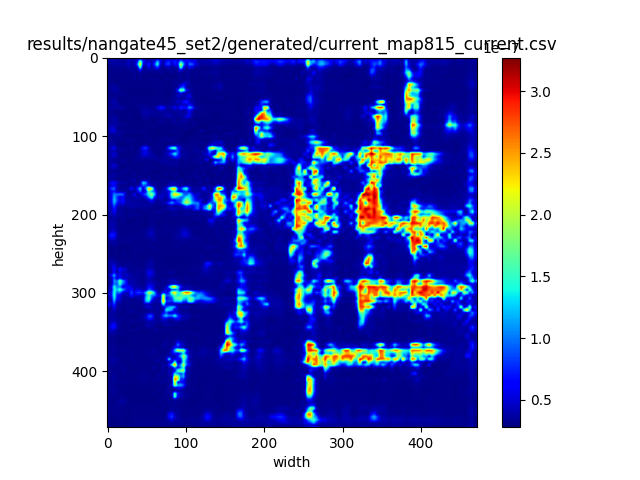 results/nangate45_set2/generated/current_map815_current.csv
1e−7
0
100
200
300
400
height
0 100 200 300 400
width
3.0
2.5
2.0
1.5
1.0
0.5